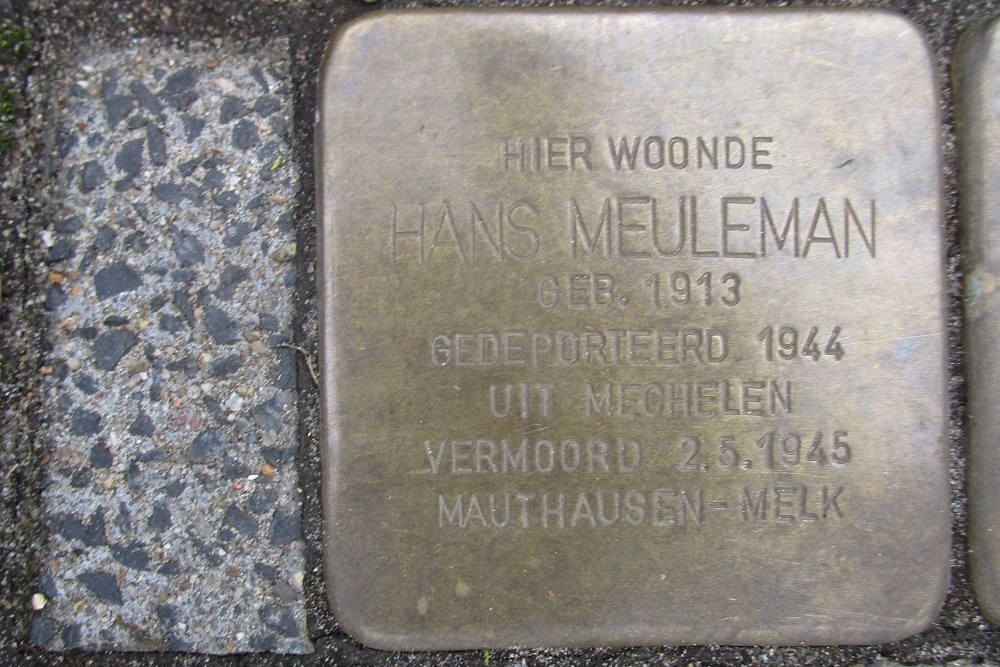 HIER WOONDE
HANS MEULEMAN
GEB. 1913
GEDEPORTEERD 1944
UIT MECHELEN
VERMOORD 2.5.1945
MAUTHAUSEN-MELK